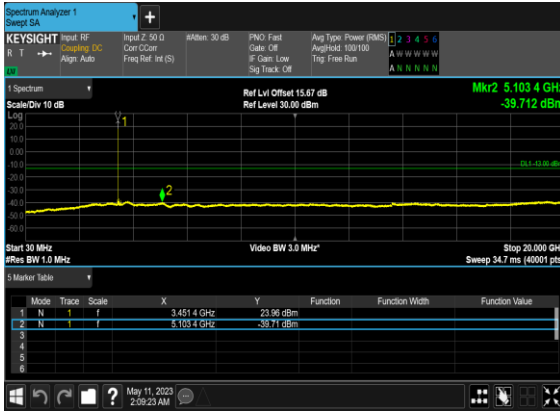 Spectrum Analyzer 1
Swept SA
+
KEYSIGHT Input: RF Input Z: 50 Ω #Atten: 30 dB PNO: Fast Avg Type: Power (RMS) 1 2 3 4 5 6
R T Coupling: DC Corr CCorr Gate: Off Avg|Hold: 100/100 A W W W W W
Align: Auto Freq Ref: Int (S) IF Gain: Low Trig: Free Run
Sig Track: Off A N N N N N
1 Spectrum Ref Lvl Offset 15.67 dB Mkr2 5.103 4 GHz
Scale/Div 10 dB Ref Level 30.00 dBm -39.712 dBm
Log
20.0
10.0
0.00
-10.0
DL1 -13.00 dBm
-20.0
-30.0
-40.0
-50.0
-60.0
1
2
Start 30 MHz Video BW 3.0 MHz* Stop 20.000 GHz
#Res BW 1.0 MHz Sweep 34.7 ms (40001 pts)
5 Marker Table
Mode Trace Scale X Y Function Function Width Function Value
1 N 1 f 3.451 4 GHz 23.96 dBm
2 N 1 f 5.103 4 GHz -39.71 dBm
3
4
5
6
? May 11, 2023
2:09:23 AM